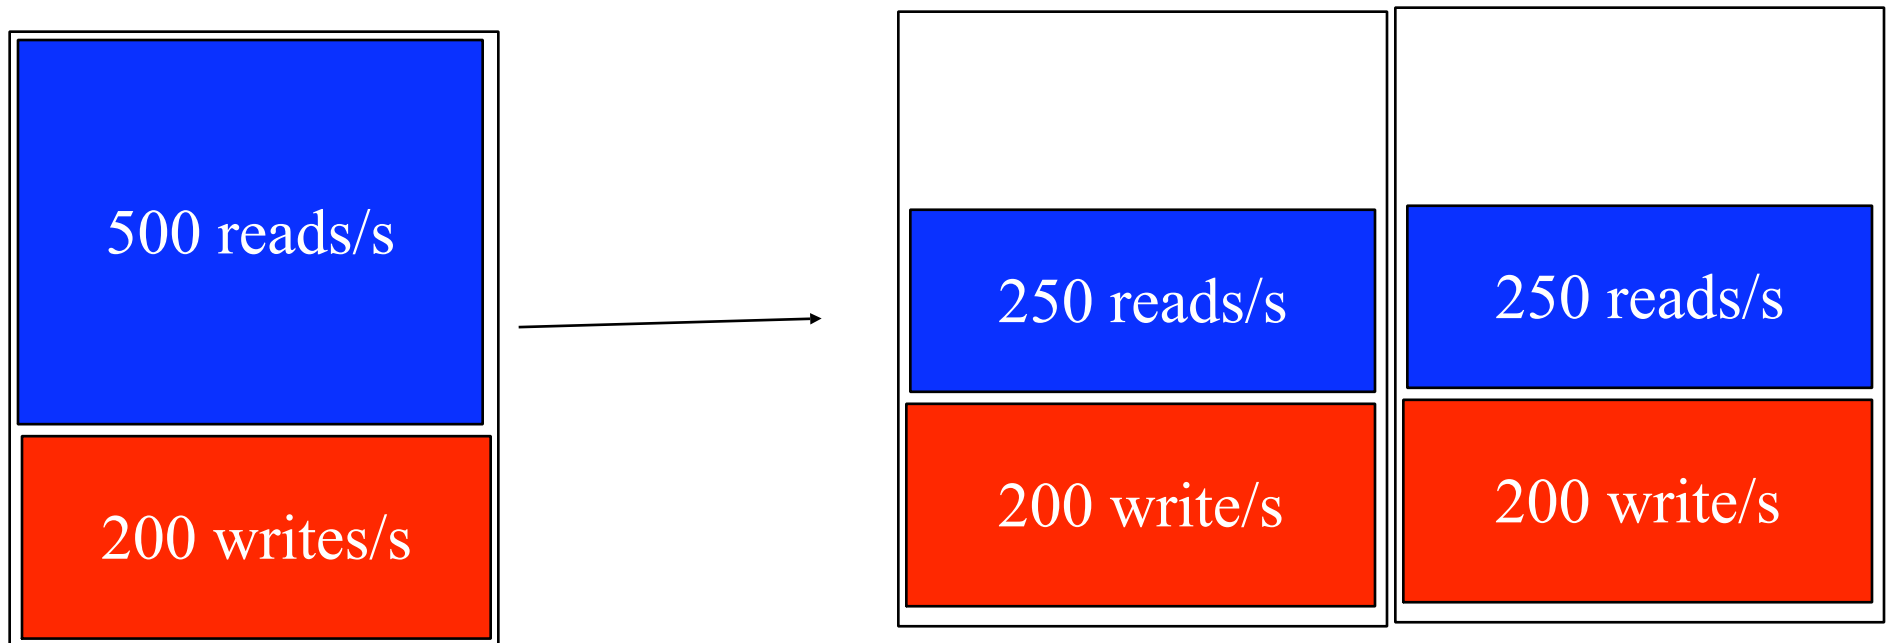 500 reads/s
200 writes/s
250 reads/s
200 write/s
250 reads/s
200 write/s